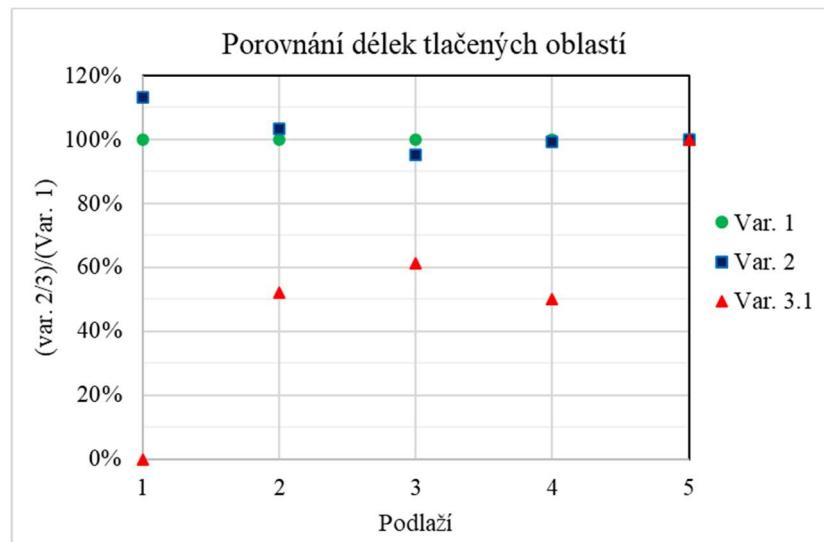 Porovnání délek tlačených oblastí
120%
100%
80%
60%
40%
20%
0%
(var. 2/3)/(Var. 1)
1 2 3 4 5
Podlaží
Var. 1
Var. 2
Var. 3.1